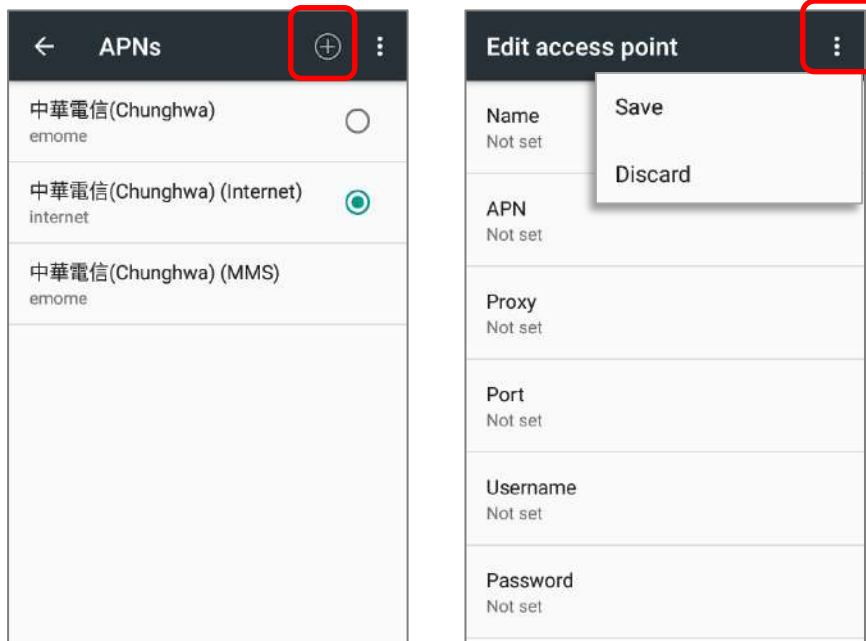 APNs
中華電信(Chunghwa)
emome
中華電信(Chunghwa) (Internet)
internet
中華電信(Chunghwa) (MMS)
emome
Edit access point
Save
Discard
Name
Not set
APN
Not set
Proxy
Not set
Port
Not set
Username
Not set
Password
Not set